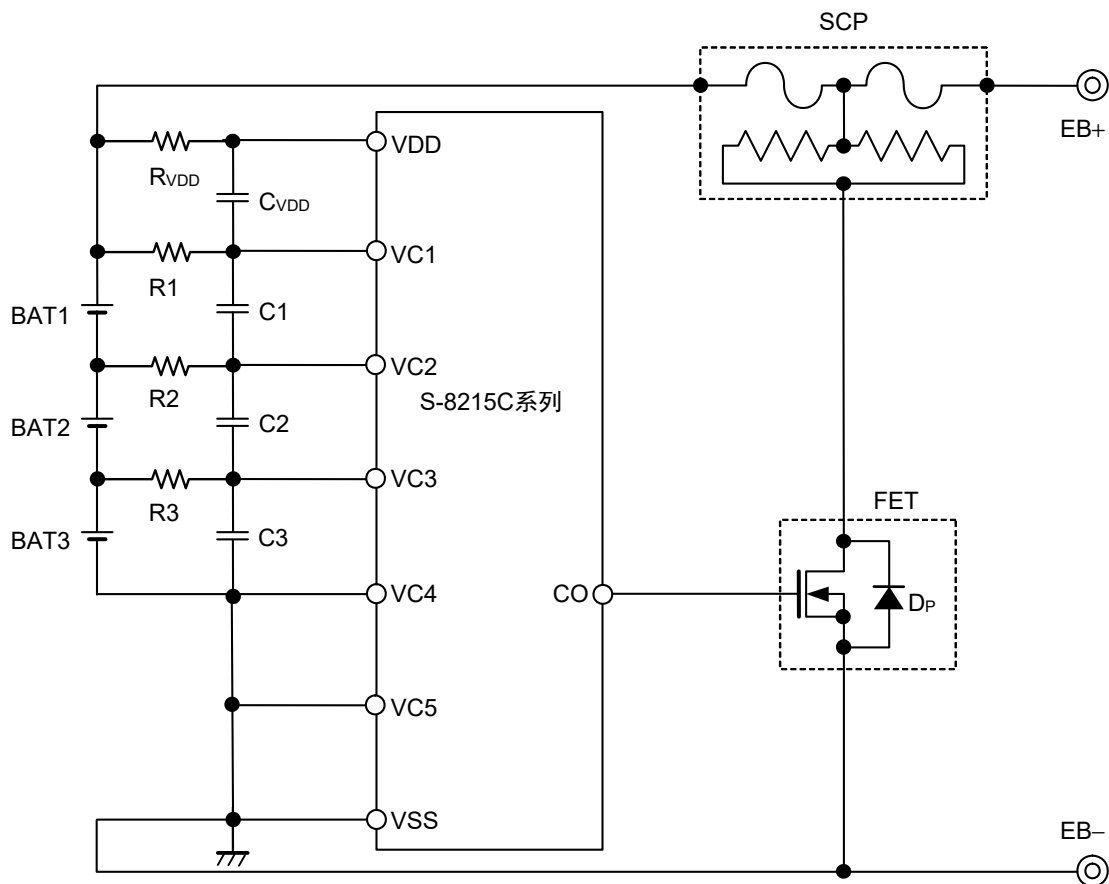 SCP
EB+
VDD
RVDD
CVDD
VC1
R1
BAT1
C1
VC2
R2
S-8215C系列
BAT2
C2
VC3
R3
FET
BAT3
C3
VC4
CO
DP
VC5
VSS
EB−